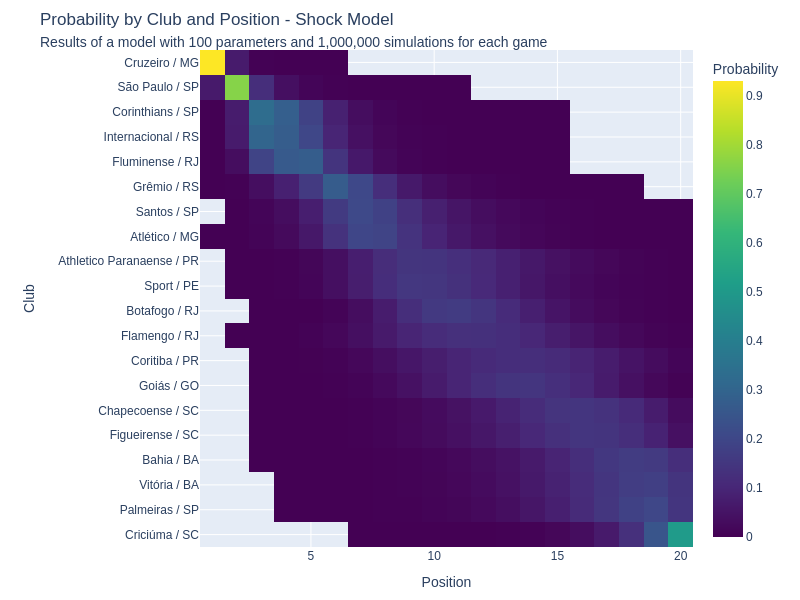 Probability by Club and Position - Shock Model
Results of a model with 100 parameters and 1,000,000 simulations for each game
Probability
Club
Cruzeiro / MG
São Paulo / SP
Corinthians / SP
Internacional / RS
Fluminense / RJ
Grêmio / RS
Santos / SP
Atlético / MG
Athletico Paranaense / PR
Sport / PE
Botafogo / RJ
Flamengo / RJ
Coritiba / PR
Goiás / GO
Chapecoense / SC
Figueirense / SC
Bahia / BA
Vitória / BA
Palmeiras / SP
Criciúma / SC
0.9
0.8
0.7
0.6
0.5
0.4
0.3
0.2
0.1
0
5
10
15
20
Position